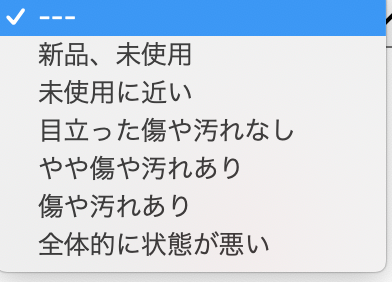 ---
新品、未使用
未使用に近い
目立った傷や汚れなし
やや傷や汚れあり
傷や汚れあり
全体的に状態が悪い